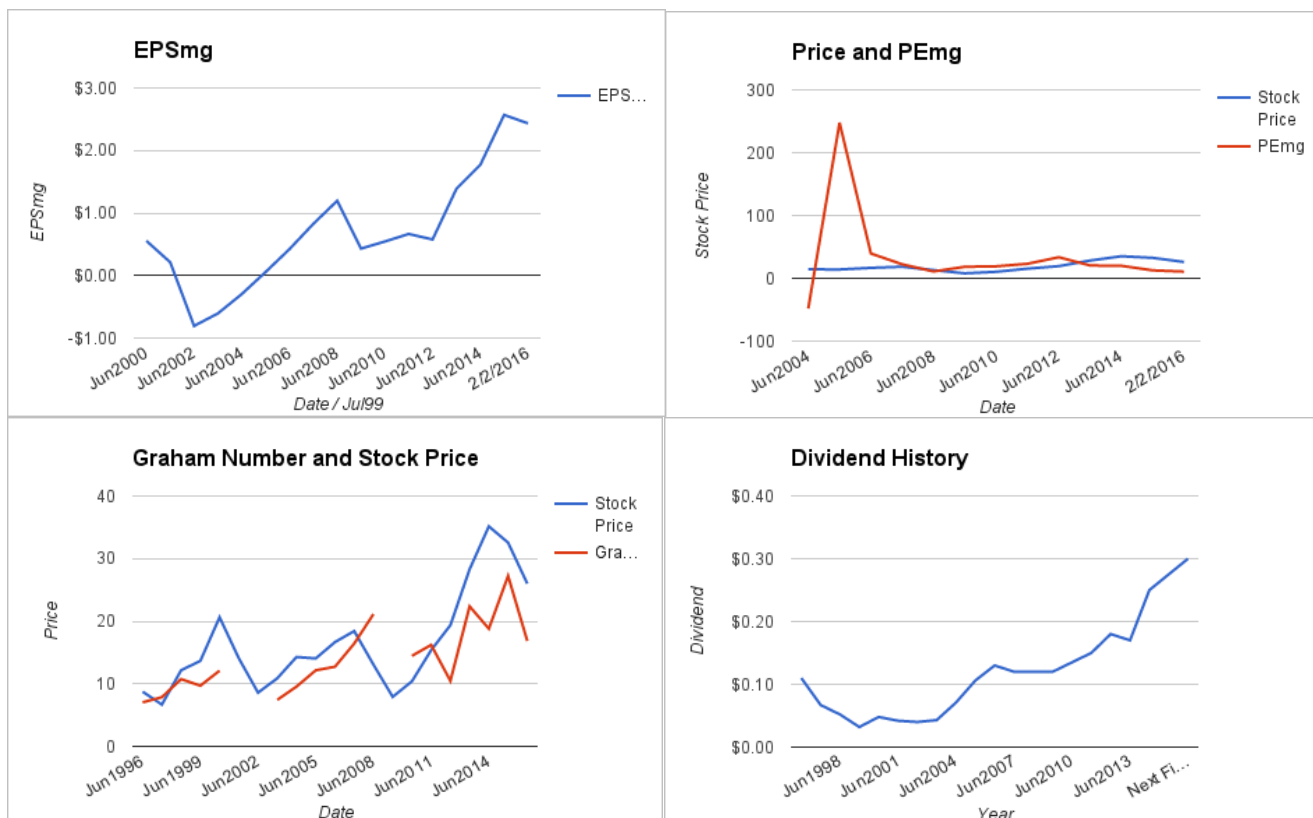 EPSmg
$3.00
$2.00
$1.00
$0.00
-$1.00
EPSmg
EPS...
Jun2000
Jun2002
Jun2004
Jun2006
Jun2008
Jun2010
Jun2012
Jun2014
2/2/2016
Date / Jul99
Price and PEmg
300
200
100
0
-100
Stock Price
Stock
Price
PEmg
Jun2004
Jun2006
Jun2008
Jun2010
Jun2012
Jun2014
2/2/2016
Date
Graham Number and Stock Price
40
30
20
10
0
Price
Stock
Price
Gra...
Jun1996
Jun1999
Jun2002
Jun2005
Jun2008
Jun2011
Jun2014
Date
Dividend History
$0.40
$0.30
$0.20
$0.10
$0.00
Dividend
Jun1998
Jun2001
Jun2004
Jun2007
Jun2010
Jun2013
Next Fi...
Year